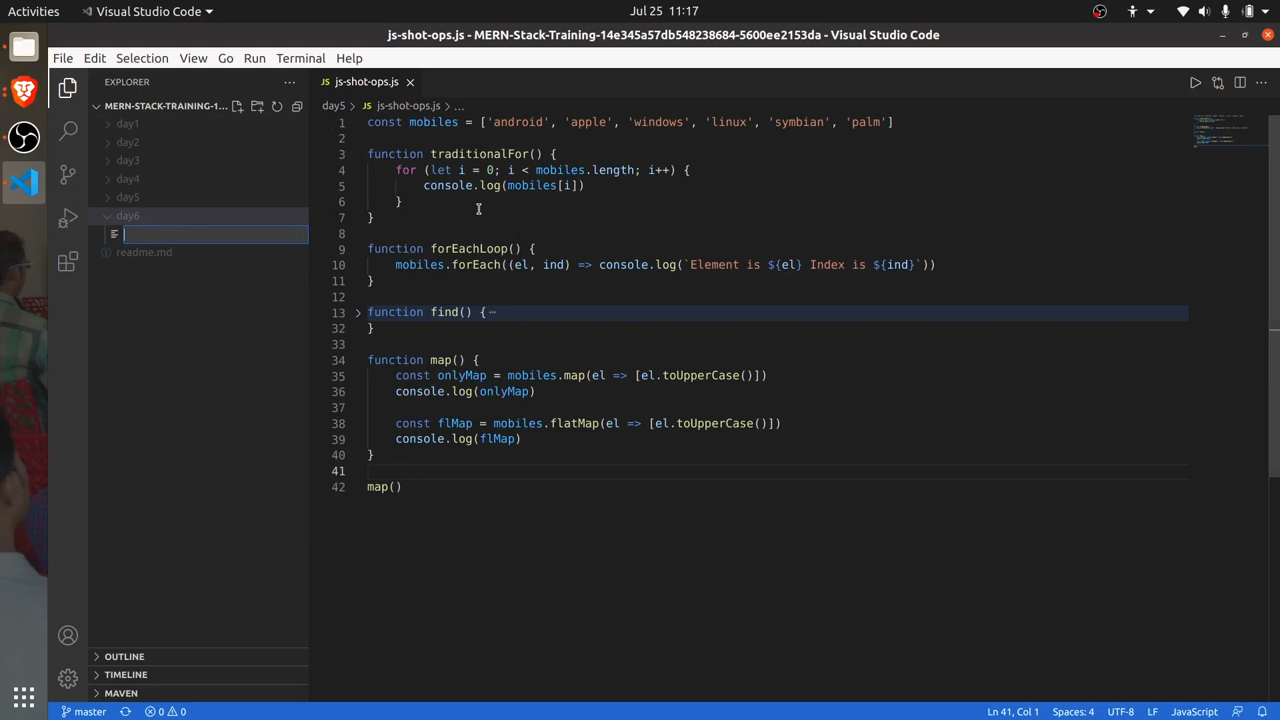 Activities
Visual Studio Code
Jul 25 11:17
js-shot-ops.js - MERN-Stack-Training-14e345a57db548238684-5600ee2153da - Visual Studio Code
File Edit Selection View Go Run Terminal Help
EXPLORER
MERN-STACK-TRAINING-1...
day1
day2
day3
day4
day5
day6
readme.md
OUTLINE
TIMELINE
MAVEN
JS js-shot-ops.js
day5 > JS js-shot-ops.js > ...
1 const mobiles = ['android', 'apple', 'windows', 'linux', 'symbian', 'palm']
2
3 function traditionalFor() {
4 for (let i = 0; i < mobiles.length; i++) {
5 console.log(mobiles[i])
6 }
7 }
8
9 function forEachLoop() {
10 mobiles.forEach((el, ind) => console.log(`Element is ${el} Index is ${ind}`))
11 }
12
13 function find() { ⋯
32 }
33
34 function map() {
35 const onlyMap = mobiles.map(el => [el.toUpperCase()])
36 console.log(onlyMap)
37
38 const flMap = mobiles.flatMap(el => [el.toUpperCase()])
39 console.log(flMap)
40 }
41
42 map()
master
0 0
Ln 41, Col 1
Spaces: 4
UTF-8
LF
JavaScript